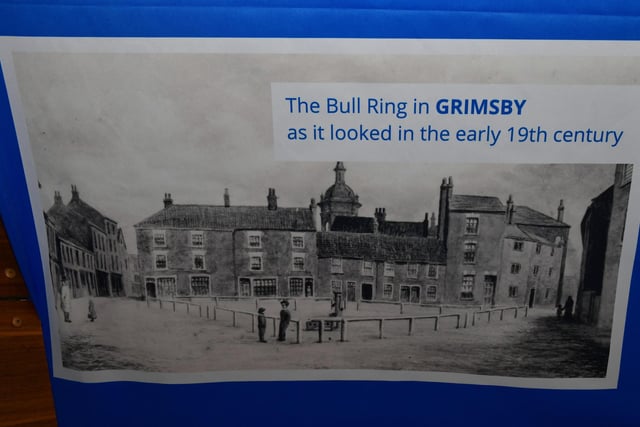 The Bull Ring in GRIMSBY
as it looked in the early 19th century